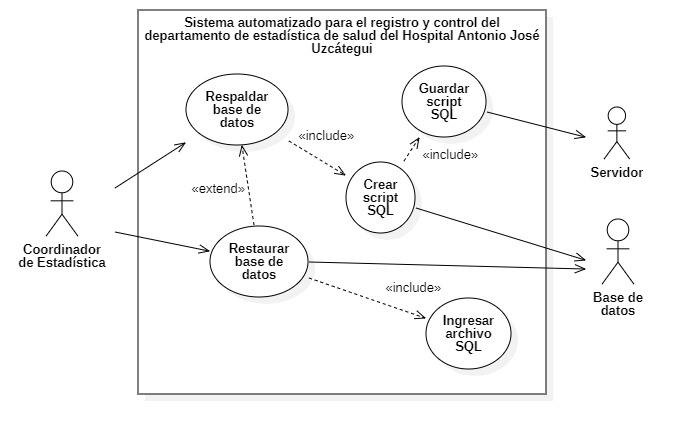 Sistema automatizado para el registro y control del
departamento de estadística de salud del Hospital Antonio José
Uzcátegui
Respaldar
base de
datos
Guardar
script
SQL
«include»
«include»
Servidor
Crear
script
SQL
«extend»
Coordinador
de Estadística
Restaurar
base de
datos
«include»
Base de
datos
Ingresar
archivo
SQL